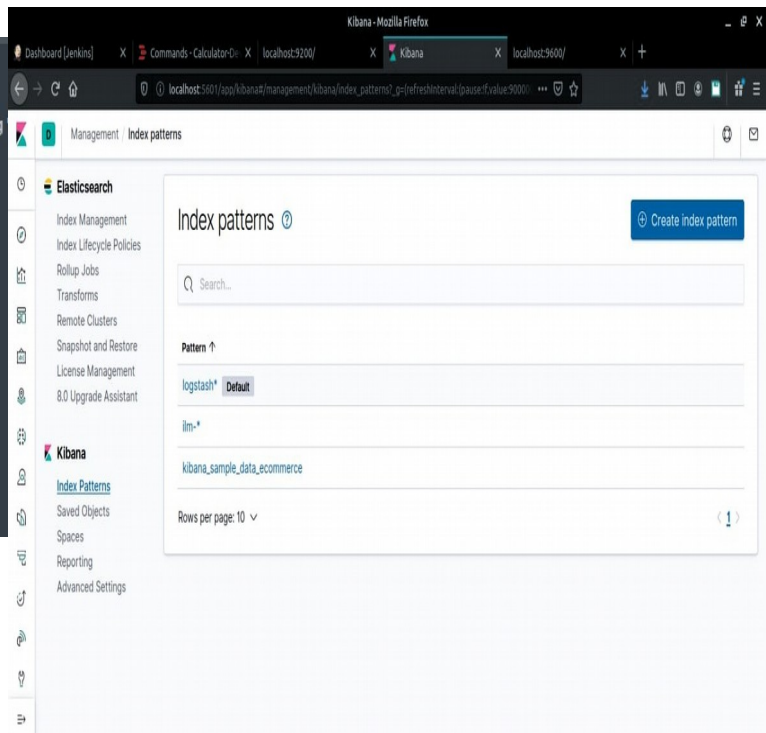 Kibana - Mozilla Firefox
Dashboard [Jenkins] X Commands - Calculator-De X localhost:9200/ X Kibana X localhost:9600/ X
localhost:5601/app/kibana#/management/kibana/index_patterns?_g=(refreshInterval:(pause:!f,value:90000
D Management / Index patterns
Elasticsearch
Index Management
Index Lifecycle Policies
Rollup Jobs
Transforms
Remote Clusters
Snapshot and Restore
License Management
8.0 Upgrade Assistant
Kibana
Index Patterns
Saved Objects
Spaces
Reporting
Advanced Settings
Index patterns
Create index pattern
Search...
Pattern ↑
logstash* Default
ilm-*
kibana_sample_data_ecommerce
Rows per page: 10
< 1 >